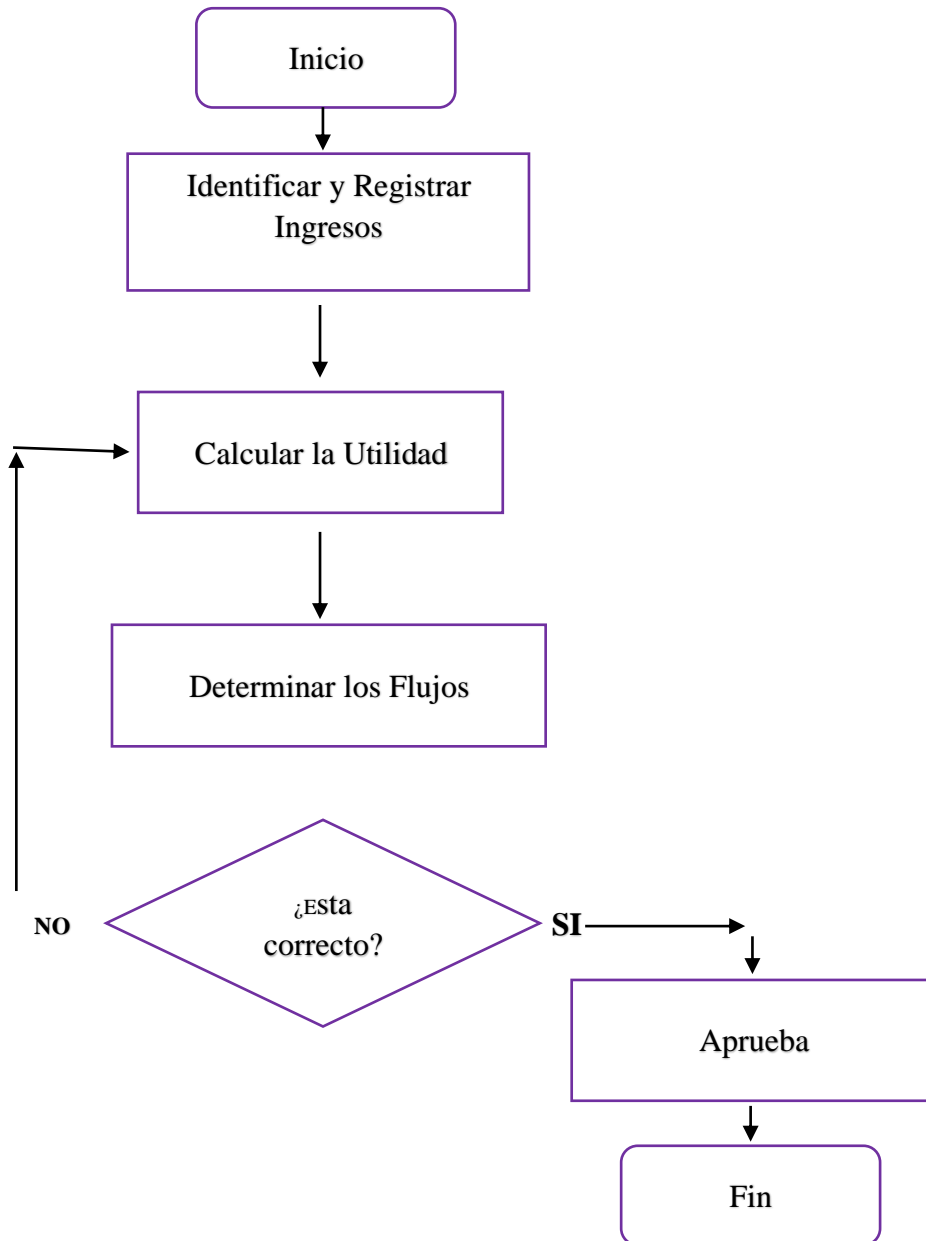 Inicio
Identificar y Registrar
Ingresos
Calcular la Utilidad
Determinar los Flujos
NO
¿Esta
correcto?
SI
Aprueba
Fin